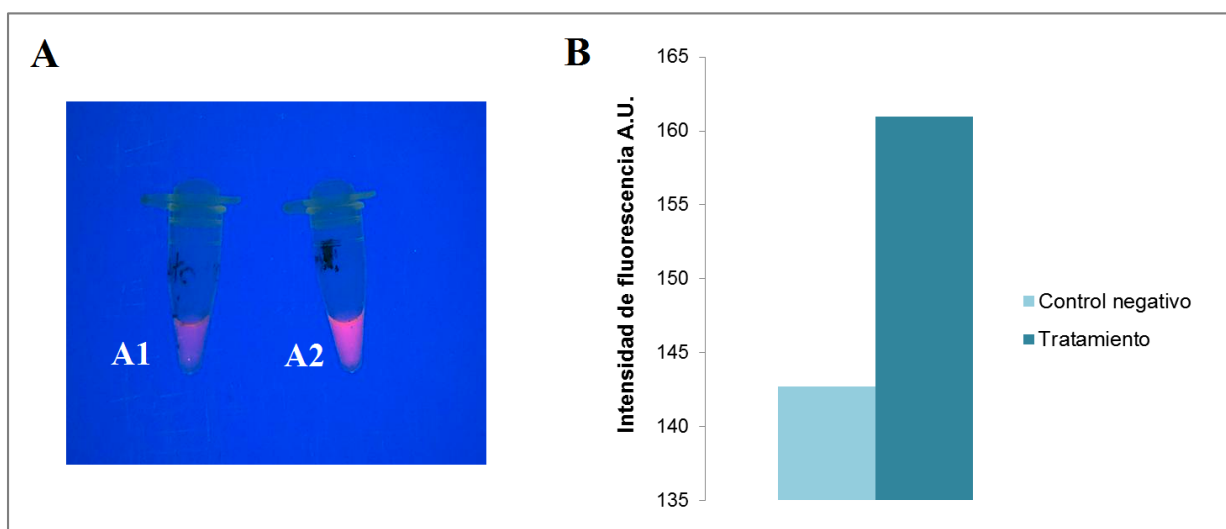 A
A1
A2
B
Intensidad de fluorescencia A.U.
165
160
155
150
145
140
135
Control negativo
Tratamiento